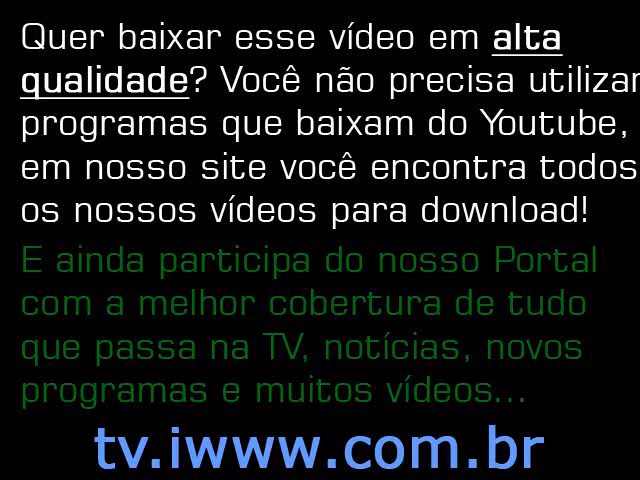 Quer baixar esse vídeo em alta
qualidade? Você não precisa utilizar
programas que baixam do Youtube,
em nosso site você encontra todos
os nossos vídeos para download!
E ainda participa do nosso Portal
com a melhor cobertura de tudo
que passa na TV, notícias, novos
programas e muitos vídeos...
tv.iwww.com.br